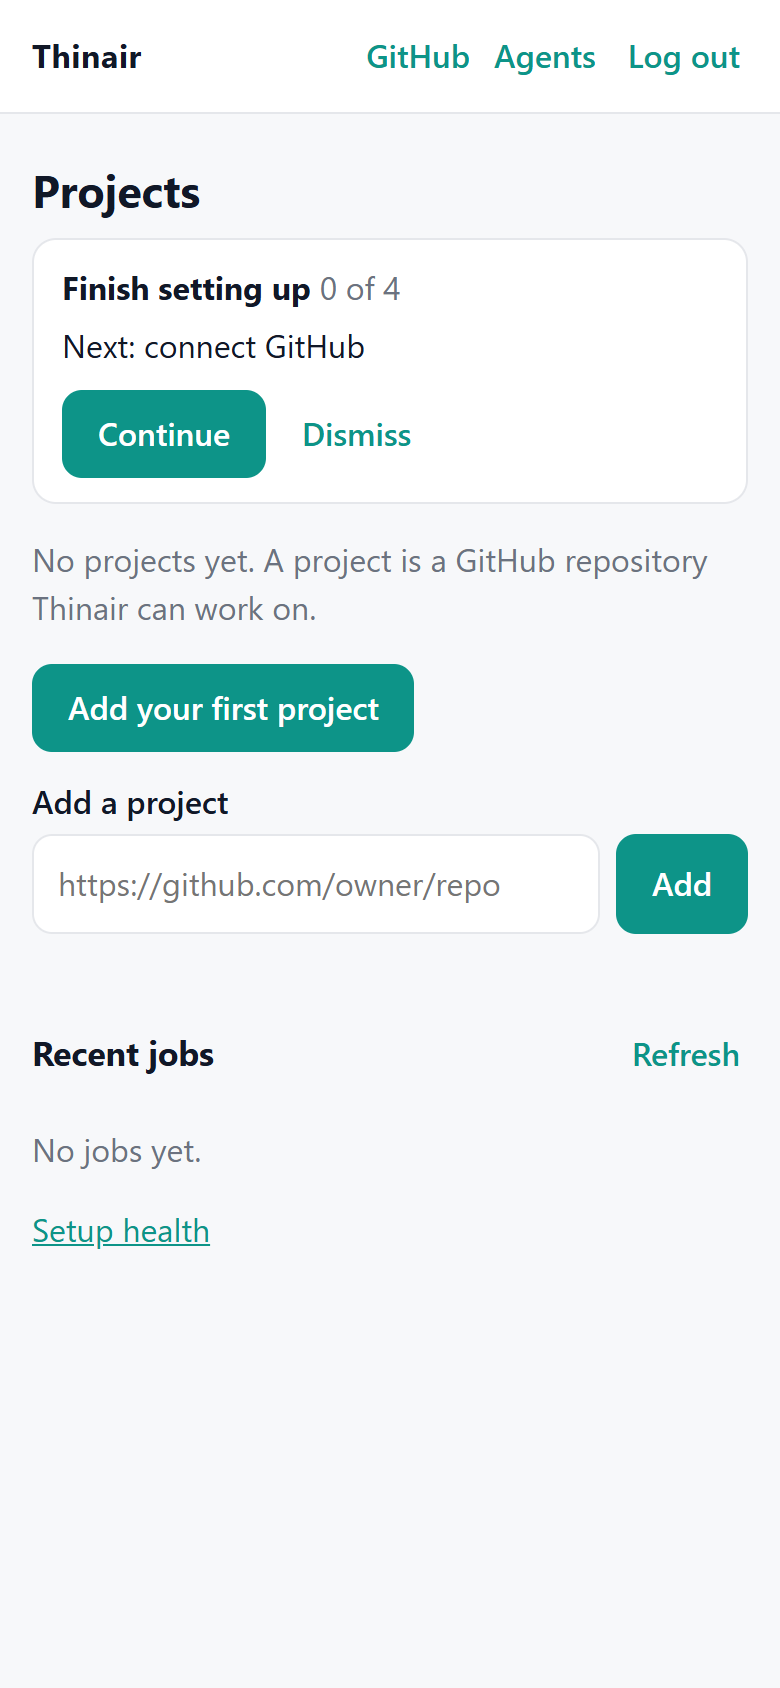 Thinair
GitHub Agents Log out
Projects
Finish setting up 0 of 4
Next: connect GitHub
Continue Dismiss
No projects yet. A project is a GitHub repository
Thinair can work on.
Add your first project
Add a project
https://github.com/owner/repo Add
Recent jobs Refresh
No jobs yet.
Setup health